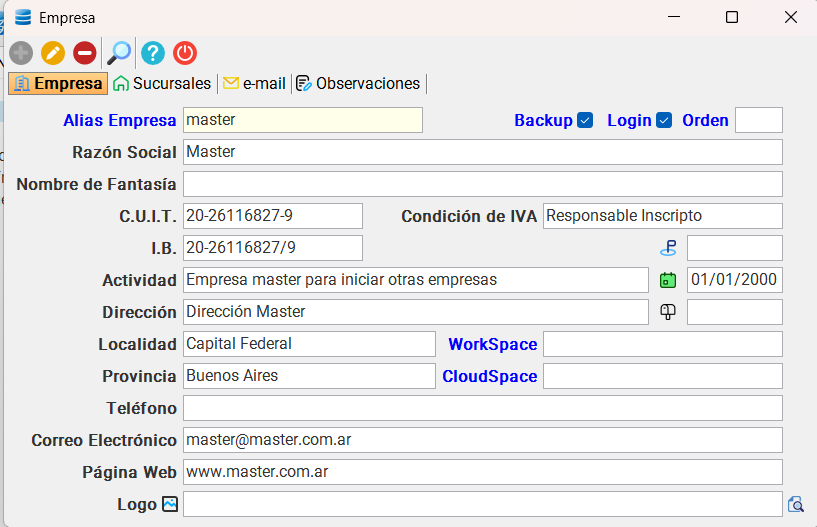 Empresa
Empresa Sucursales e-mail Observaciones
Alias Empresa master Backup Login Orden
Razón Social Master
Nombre de Fantasía
C.U.I.T. 20-26116827-9 Condición de IVA Responsable Inscripto
I.B. 20-26116827/9
Actividad Empresa master para iniciar otras empresas 01/01/2000
Dirección Dirección Master
Localidad Capital Federal WorkSpace
Provincia Buenos Aires CloudSpace
Teléfono
Correo Electrónico master@master.com.ar
Página Web www.master.com.ar
Logo